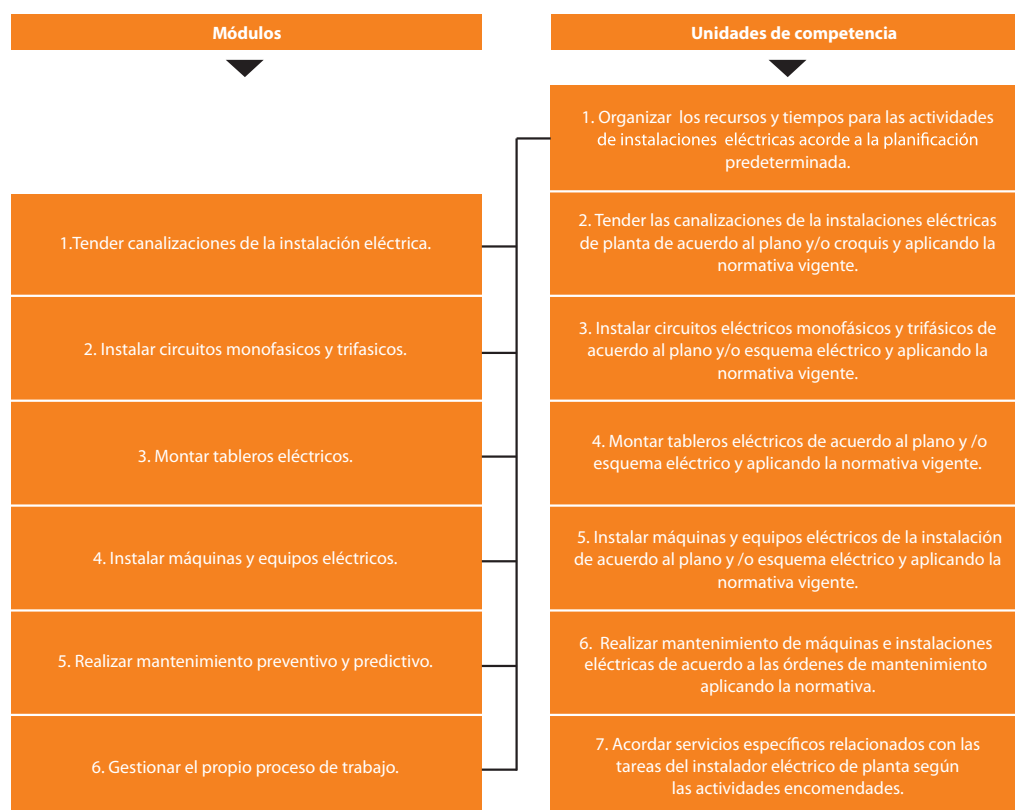 Módulos
1.Tender canalizaciones de la instalación eléctrica.
2. Instalar circuitos monofasicos y trifasicos.
3. Montar tableros eléctricos.
4. Instalar máquinas y equipos eléctricos.
5. Realizar mantenimiento preventivo y predictivo.
6. Gestionar el propio proceso de trabajo.
Unidades de competencia
1. Organizar los recursos y tiempos para las actividades
de instalaciones eléctricas acorde a la planificación
predeterminada.
2. Tender las canalizaciones de la instalaciones eléctricas
de planta de acuerdo al plano y/o croquis y aplicando la
normativa vigente.
3. Instalar circuitos eléctricos monofásicos y trifásicos de
acuerdo al plano y/o esquema eléctrico y aplicando la
normativa vigente.
4. Montar tableros eléctricos de acuerdo al plano y /o
esquema eléctrico y aplicando la normativa vigente.
5. Instalar máquinas y equipos eléctricos de la instalación
de acuerdo al plano y /o esquema eléctrico y aplicando la
normativa vigente.
6. Realizar mantenimiento de máquinas e instalaciones
eléctricas de acuerdo a las órdenes de mantenimiento
aplicando la normativa.
7. Acordar servicios específicos relacionados con las
tareas del instalador eléctrico de planta según
las actividades encomendades.